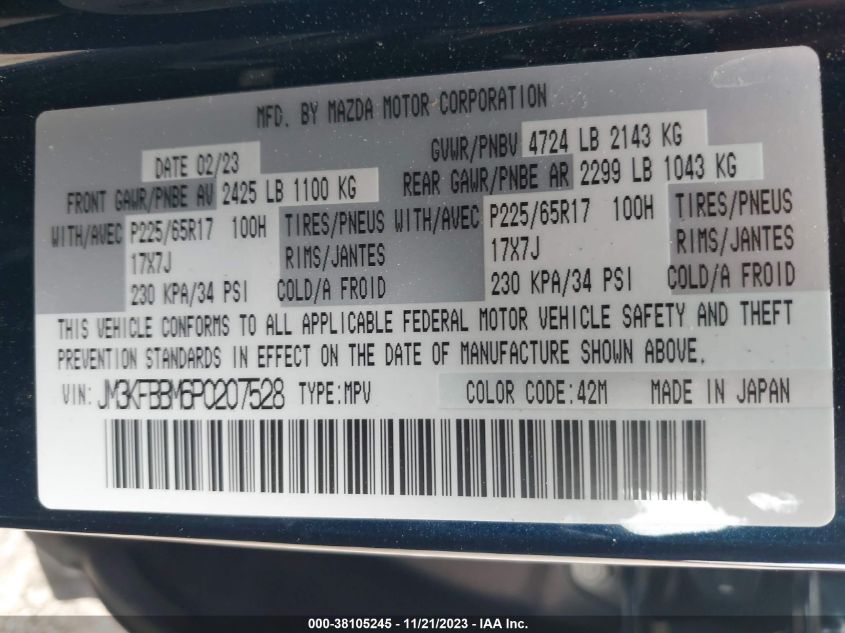 MFD. BY MAZDA MOTOR CORPORATION
DATE 02/23 GVWR/PNBV 4724 LB 2143 KG
FRONT GAWR/PNBE AV 2425 LB 1100 KG REAR GAWR/PNBE AR 2299 LB 1043 KG
WITH/AVEC P225/65R17 100H TIRES/PNEUS WITH/AVEC P225/65R17 100H TIRES/PNEUS
17X7J RIMS/JANTES 17X7J RIMS/JANTES
230 KPA/34 PSI COLD/A FROID 230 KPA/34 PSI COLD/A FROID
THIS VEHICLE CONFORMS TO ALL APPLICABLE FEDERAL MOTOR VEHICLE SAFETY AND THEFT
PREVENTION STANDARDS IN EFFECT ON THE DATE OF MANUFACTURE SHOWN ABOVE.
VIN: JM3KFBBM6P0207528 TYPE:MPV COLOR CODE:42M MADE IN JAPAN
000-38105245 - 11/21/2023 - IAA Inc.